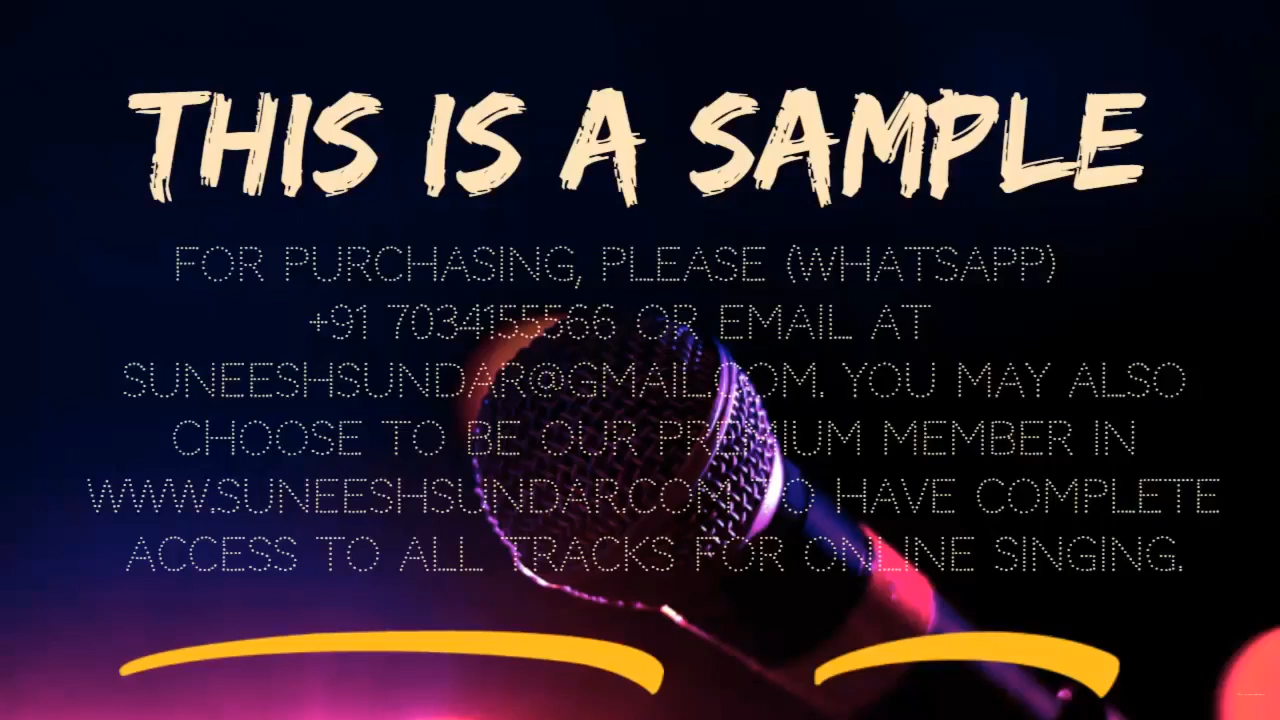 THIS IS A SAMPLE
FOR PURCHASING, PLEASE (WHATSAPP)
+91 7034155566 OR EMAIL AT
SUNEESHSUNDAR@GMAIL.COM. YOU MAY ALSO
CHOOSE TO BE OUR PREMIUM MEMBER IN
WWW.SUNEESHSUNDAR.COM TO HAVE COMPLETE
ACCESS TO ALL TRACKS FOR ONLINE SINGING.